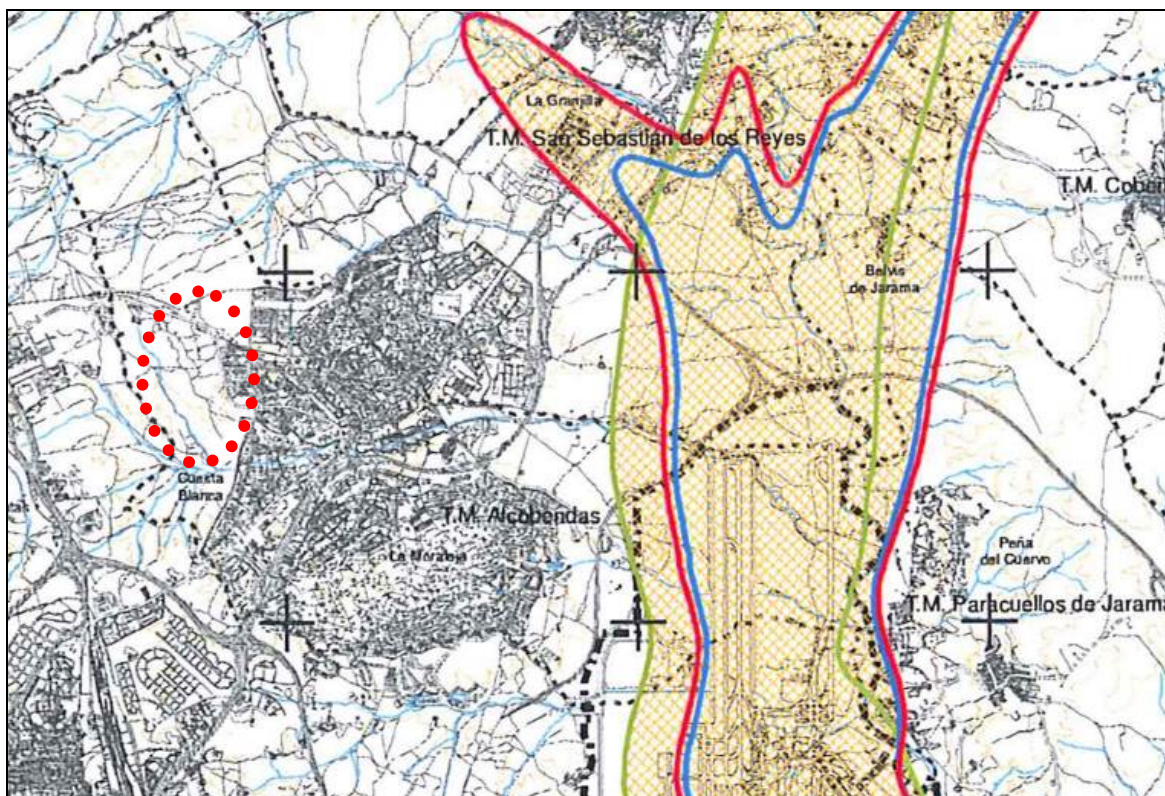 La Granjilla
T.M. San Sebastián de los Reyes
T.M. Cobeñ
Belvis
de Jarama
Cuesta
Blanca
T.M. Alcobendas
La Moraleja
Peña
del Cuervo
T.M. Paracuellos de Jarama